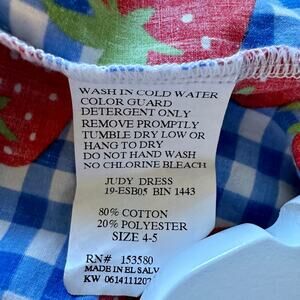 WASH IN COLD WATER
COLOR GUARD
DETERGENT ONLY
REMOVE PROMPTLY
TUMBLE DRY LOW OR
HANG TO DRY
DO NOT HAND WASH
NO CHLORINE BLEACH
JUDY DRESS
19-ESB05 BIN 1443
80% COTTON
20% POLYESTER
SIZE 4-5
RN# 153580
MADE IN EL SALV
KW 0614111202